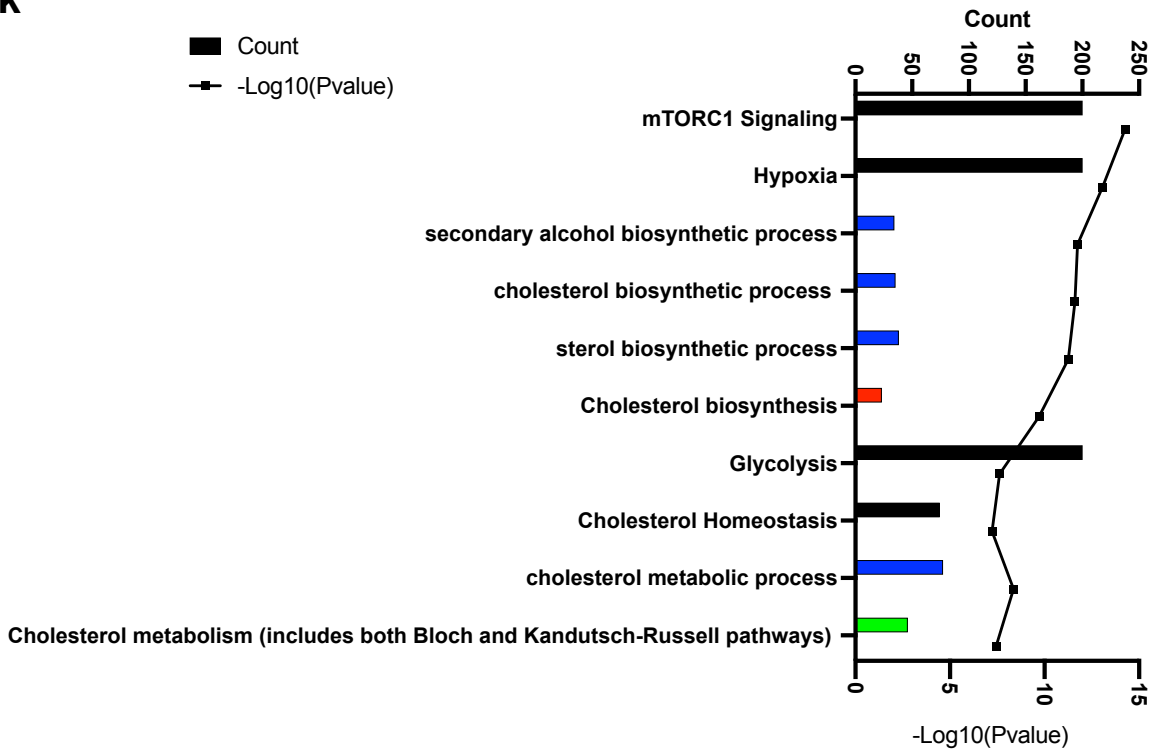 Count
-Log10(Pvalue)
Count
0 50 100 150 200 250
mTORC1 Signaling
Hypoxia
secondary alcohol biosynthetic process
cholesterol biosynthetic process
sterol biosynthetic process
Cholesterol biosynthesis
Glycolysis
Cholesterol Homeostasis
cholesterol metabolic process
Cholesterol metabolism (includes both Bloch and Kandutsch-Russell pathways)
0 5 10 15
-Log10(Pvalue)